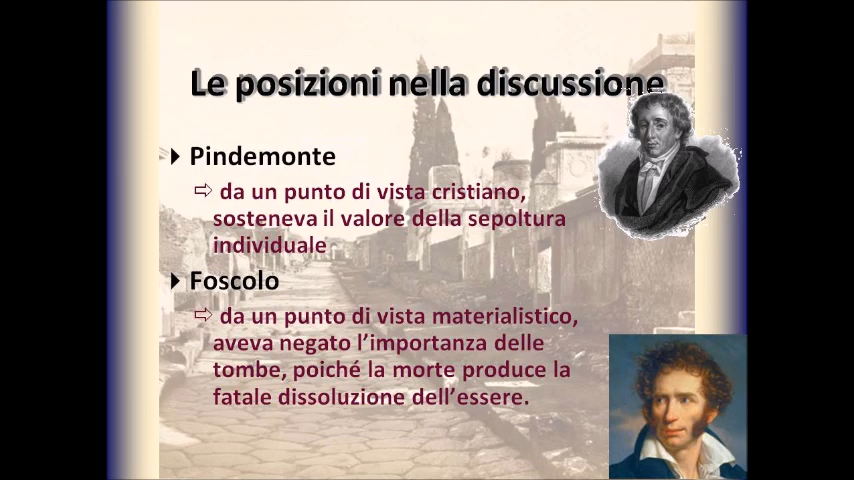 Le posizioni nella discussione
Pindemonte
da un punto di vista cristiano,
sosteneva il valore della sepoltura
individuale
Foscolo
da un punto di vista materialistico,
aveva negato l'importanza delle
tombe, poiché la morte produce la
fatale dissoluzione dell'essere.